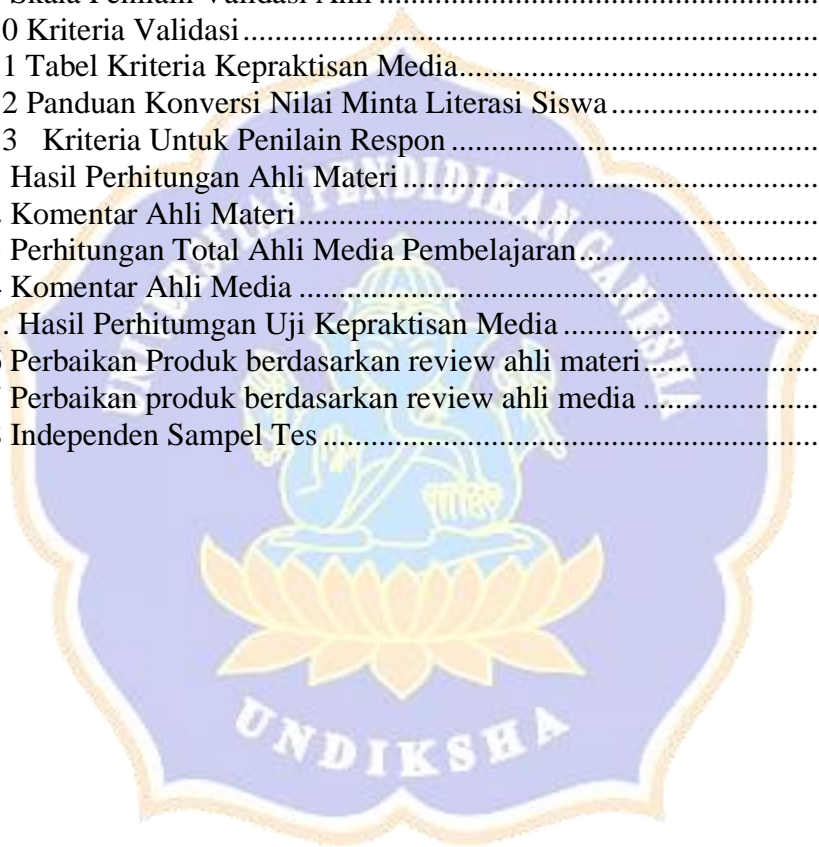 Skala Penilain Validasi Ahli ........................................................
0 Kriteria Validasi ........................................................................
1 Tabel Kriteria Kepraktisan Media.............................................
2 Panduan Konversi Nilai Minta Literasi Siswa ..........................
3 Kriteria Untuk Penilain Respon ..............................................
Hasil Perhitungan Ahli Materi ....................................................
Komentar Ahli Materi.................................................................
Perhitungan Total Ahli Media Pembelajaran..............................
Komentar Ahli Media .................................................................
. Hasil Perhitumgan Uji Kepraktisan Media ................................
Perbaikan Produk berdasarkan review ahli materi......................
Perbaikan produk berdasarkan review ahli media ......................
Independen Sampel Tes ..............................................................
UNIVERSITAS PENDIDIKAN GANESHA
UNDIKSHA